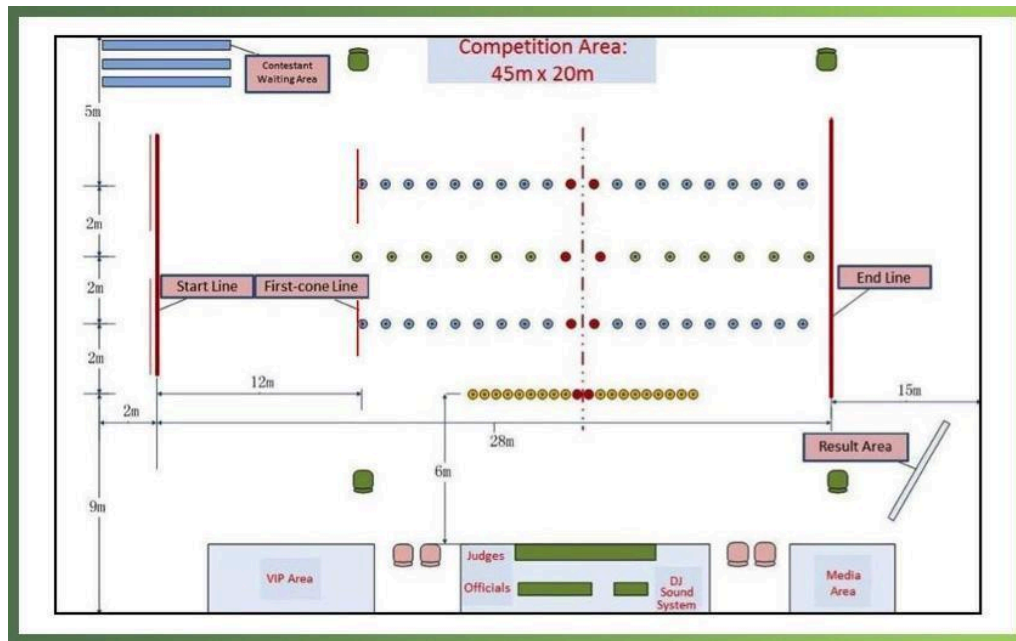 Competition Area:
45m x 20m
Contestant
Waiting Area
5m
2m
2m
Start Line
First-cone Line
End Line
2m
12m
15m
2m
28m
Result Area
6m
9m
Judges
VIP Area
Officials
DJ
Sound
System
Media
Area